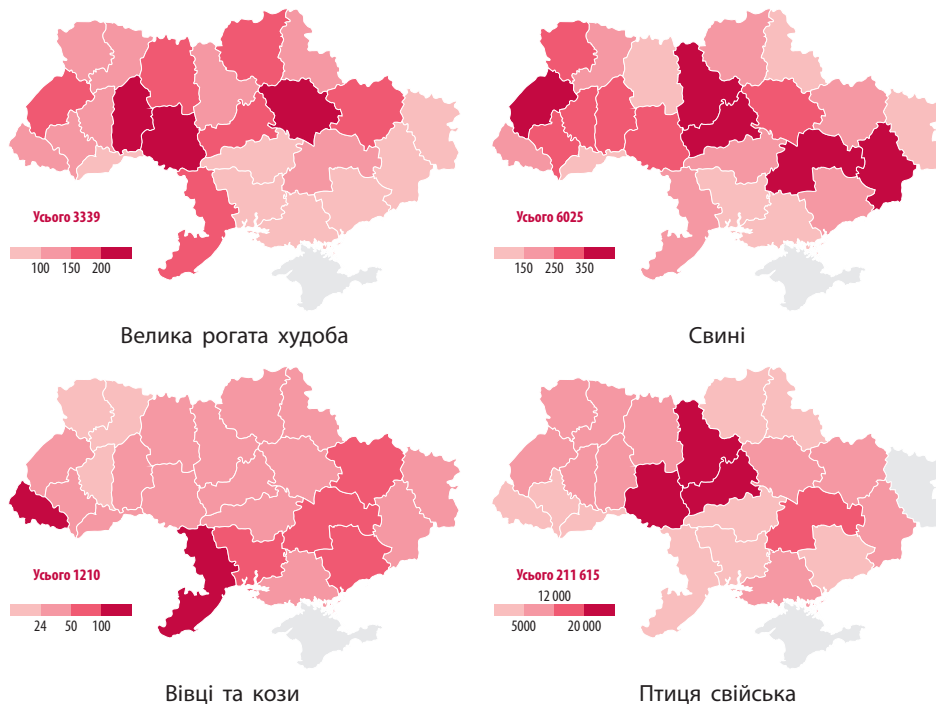 Усього 3339
100 150 200
Велика рогата худоба
Усього 6025
150 250 350
Свині
Усього 1210
24 50 100
Вівці та кози
Усього 211 615
12 000
5000 20 000
Птиця свійська